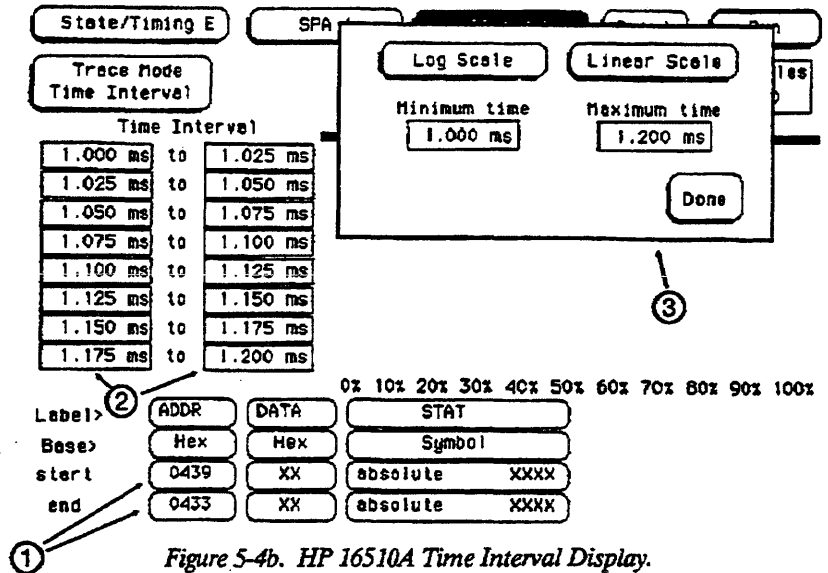 State/Timing E
SPA
Trace Mode
Time Interval
Log Scale
Linear Scale
les
Minimum time
Maximum time
1.000 ms
1.200 ms
Done
Time Interval
1.000 ms to 1.025 ms
1.025 ms to 1.050 ms
1.050 ms to 1.075 ms
1.075 ms to 1.100 ms
1.100 ms to 1.125 ms
1.125 ms to 1.150 ms
1.150 ms to 1.175 ms
1.175 ms to 1.200 ms
3
2
0% 10% 20% 30% 40% 50% 60% 70% 80% 90% 100%
Label> ADDR DATA STAT
Base> Hex Hex Symbol
start 0439 XX absolute XXXX
end 0433 XX absolute XXXX
1
Figure 5-4b. HP 16510A Time Interval Display.